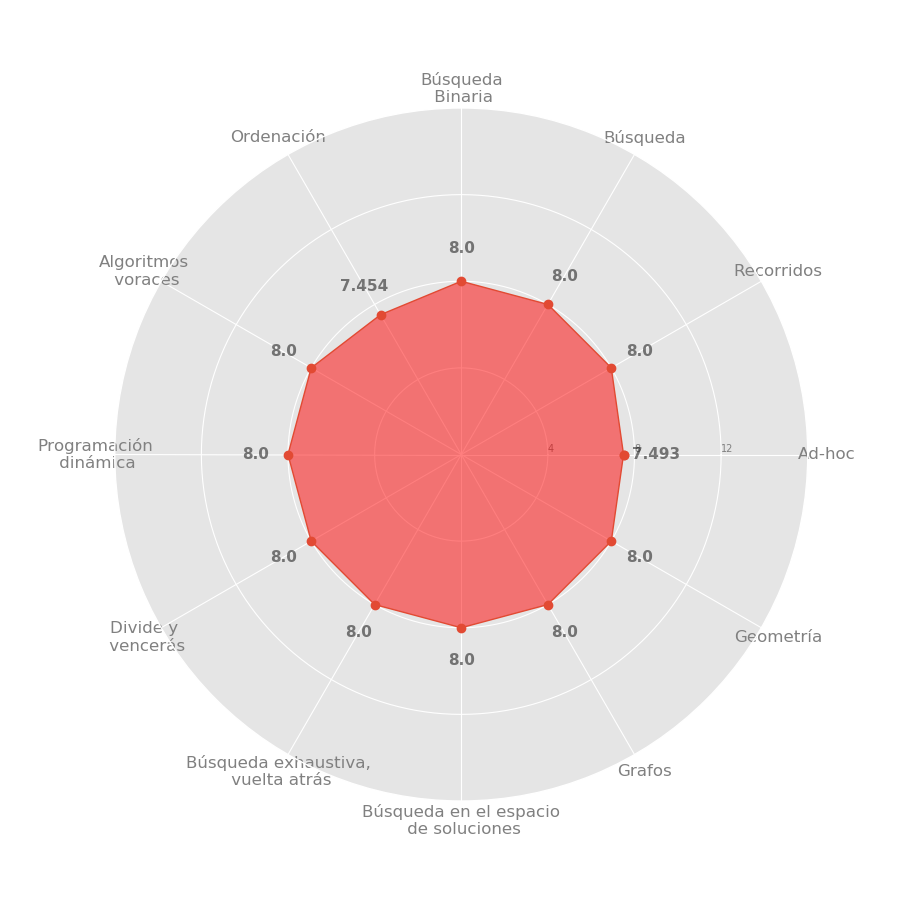 Búsqueda
Binaria
Ordenación
Búsqueda
8.0
Algoritmos
voraces
Recorridos
8.0
7.454
8.0
8.0
Programación
dinámica
8.0
4
8
7.493
12
Ad-hoc
8.0
8.0
Divide y
vencerás
Geometría
8.0
8.0
8.0
Búsqueda exhaustiva,
vuelta atrás
Grafos
Búsqueda en el espacio
de soluciones